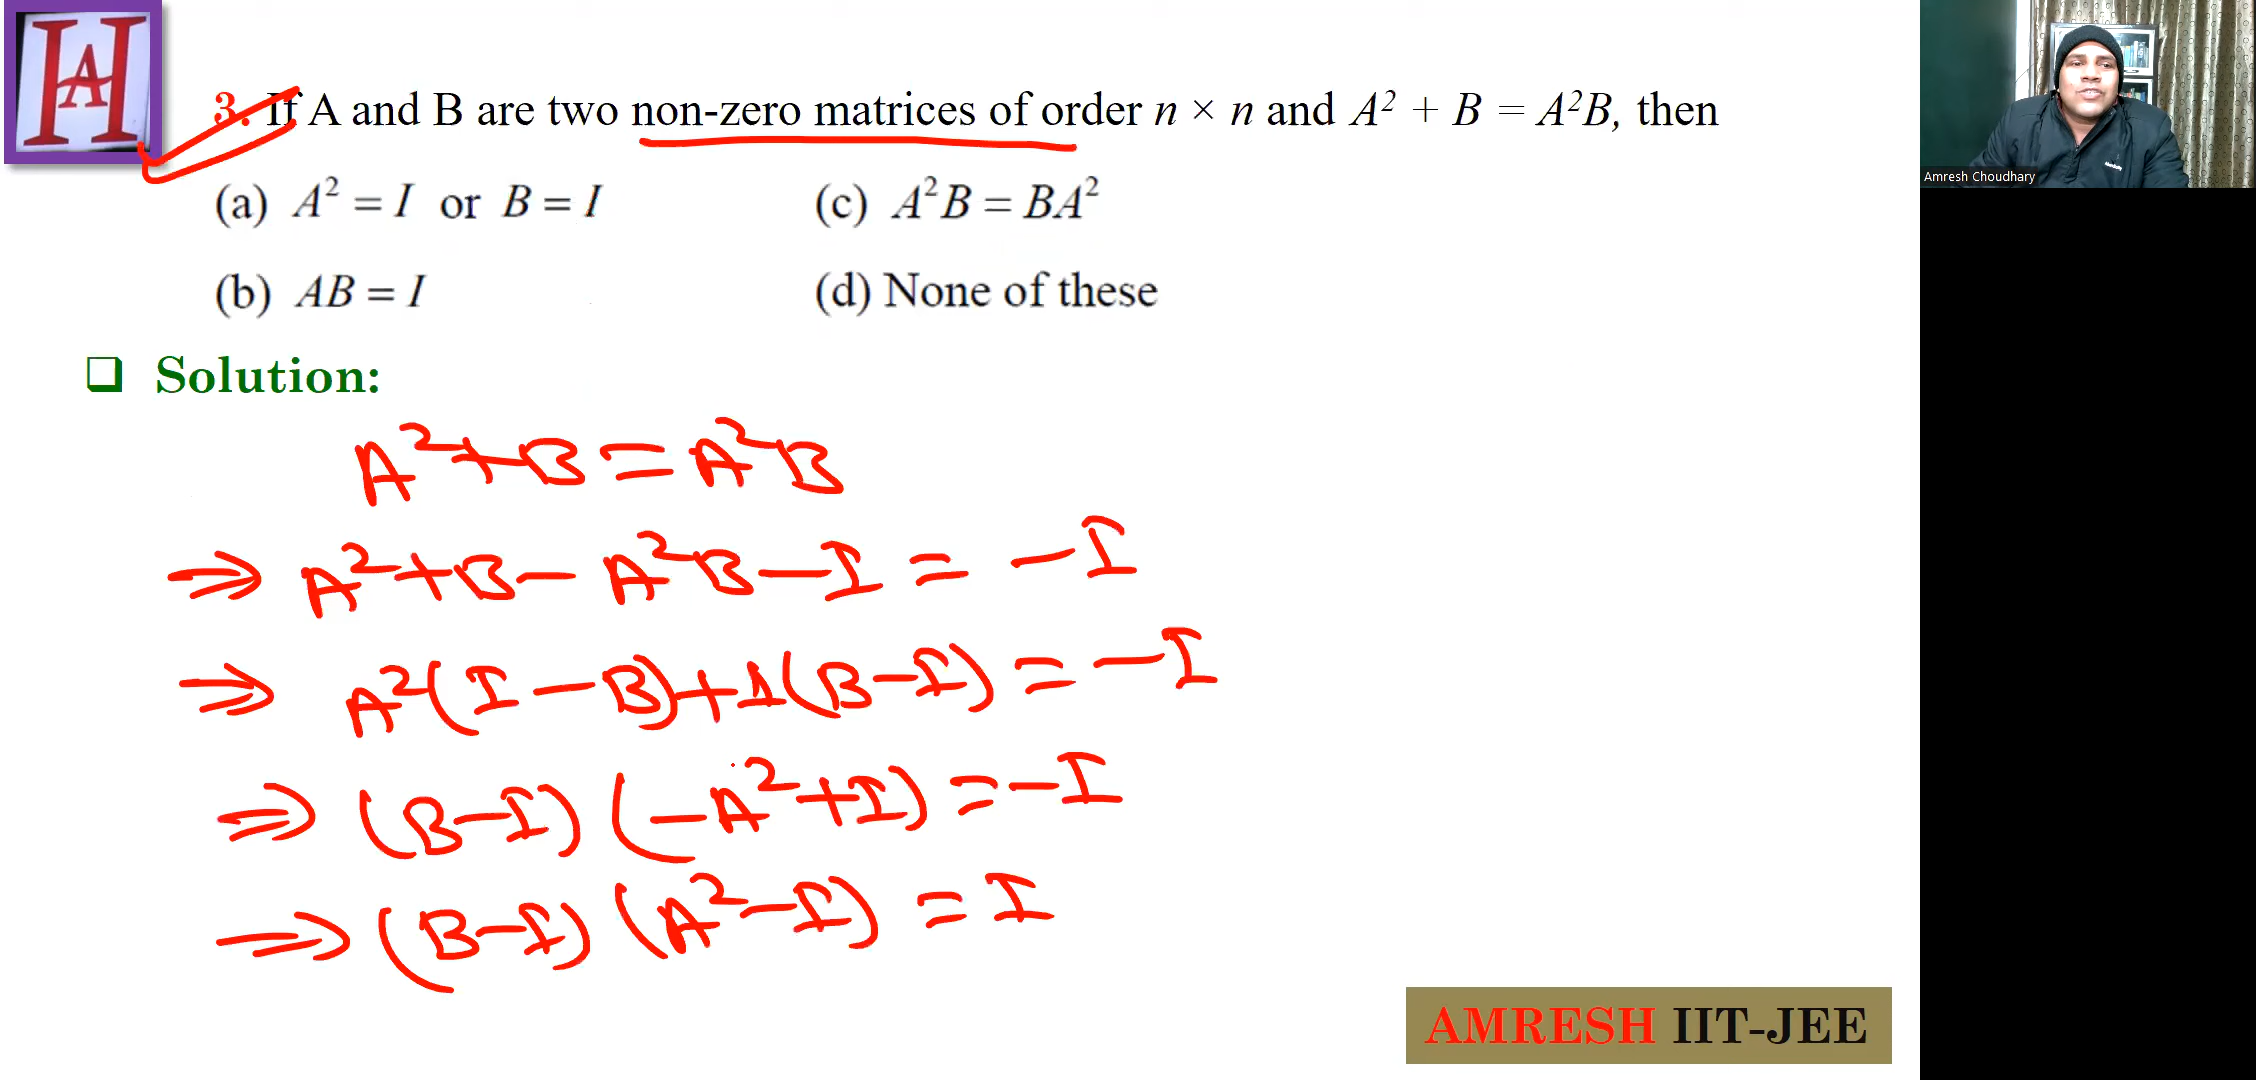 HA
3. If A and B are two non-zero matrices of order n × n and A² + B = A²B, then
(a) A² = I or B = I
(c) A²B = BA²
(b) AB = I
(d) None of these
❑ Solution:
A²+B=A²B
⇒ A²+B-A²B-I = -I
⇒ A²(I-B)+1(B-I) = -I
⇒ (B-I)(-A²+I) = -I
⇒ (B-I)(A²-I) = I
Amresh Choudhary
AMRESH IIT-JEE